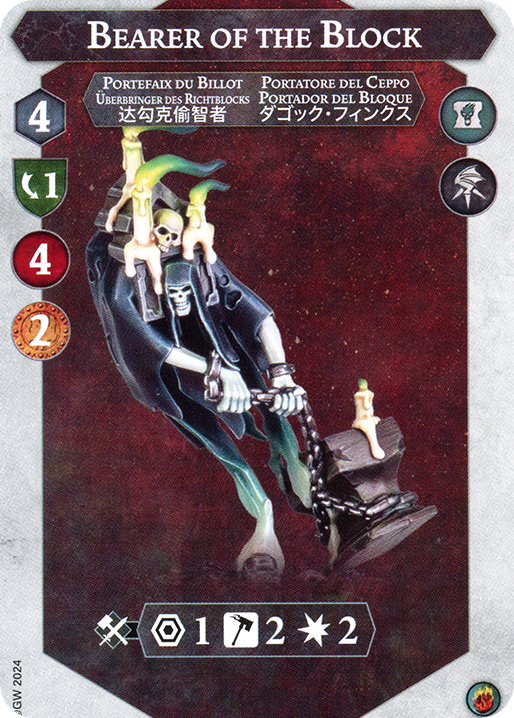 BEARER OF THE BLOCK
PORTEFAIX DU BILLOT PORTATORE DEL CEPPO
ÜBERBRINGER DES RICHTBLOCKS PORTADOR DEL BLOQUE
达勾克偷智者 ダゴック・フィンクス
4
1
4
2
1 2 2
©GW 2024